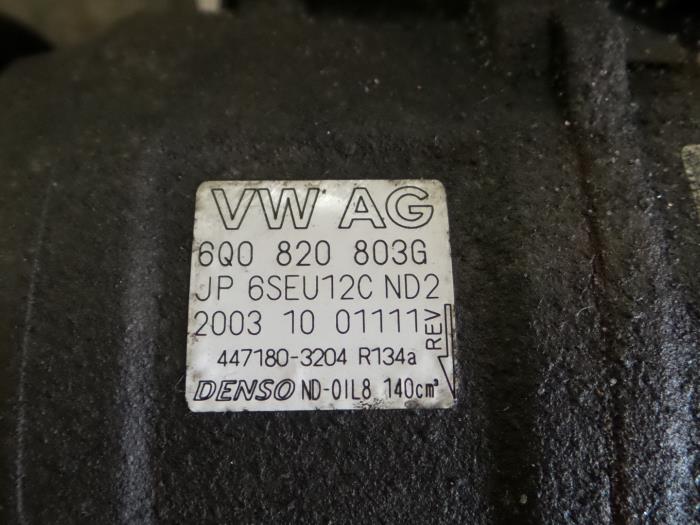 VW AG
6Q0 820 803G
JP 6SEU12C ND2
2003 10 01111
REV
447180-3204 R134a
DENSO ND-OIL8 140cm³